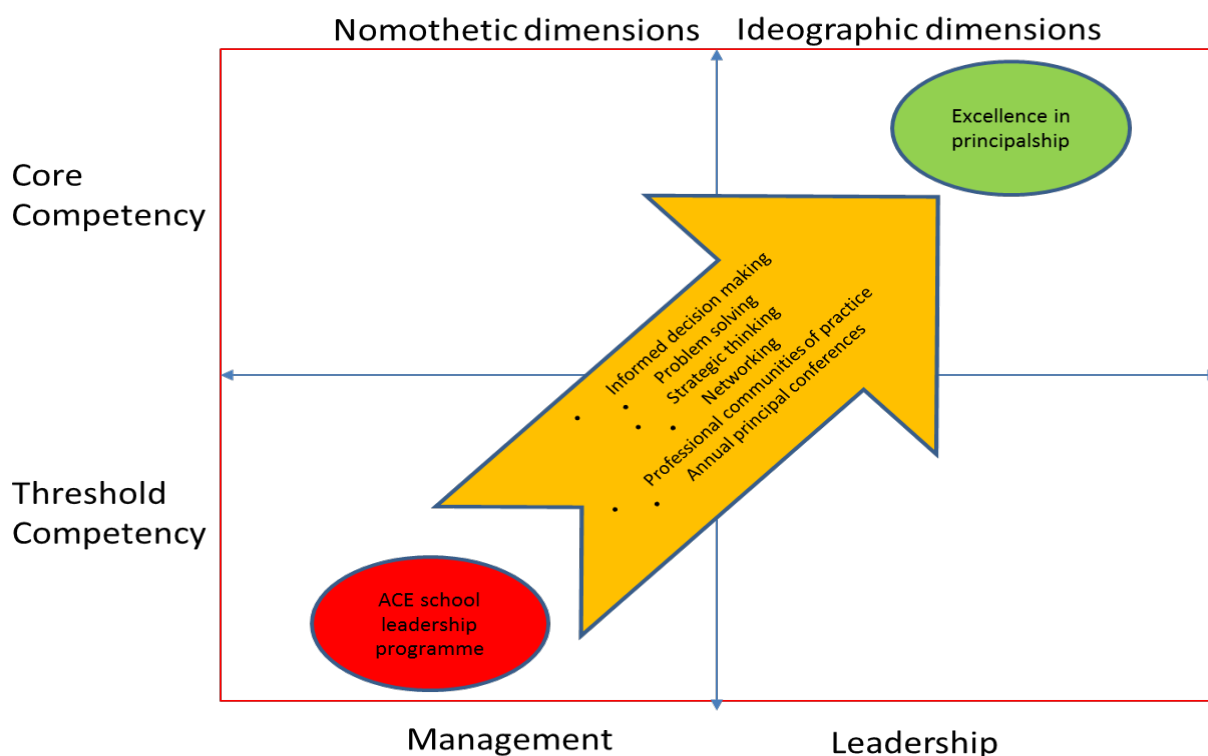 Nomothetic dimensions
Ideographic dimensions
Excellence in
principalship
Core
Competency
• Informed decision making
• Problem solving
• Strategic thinking
• Networking
• Professional communities of practice
• Annual principal conferences
Threshold
Competency
ACE school
leadership
programme
Management
Leadership